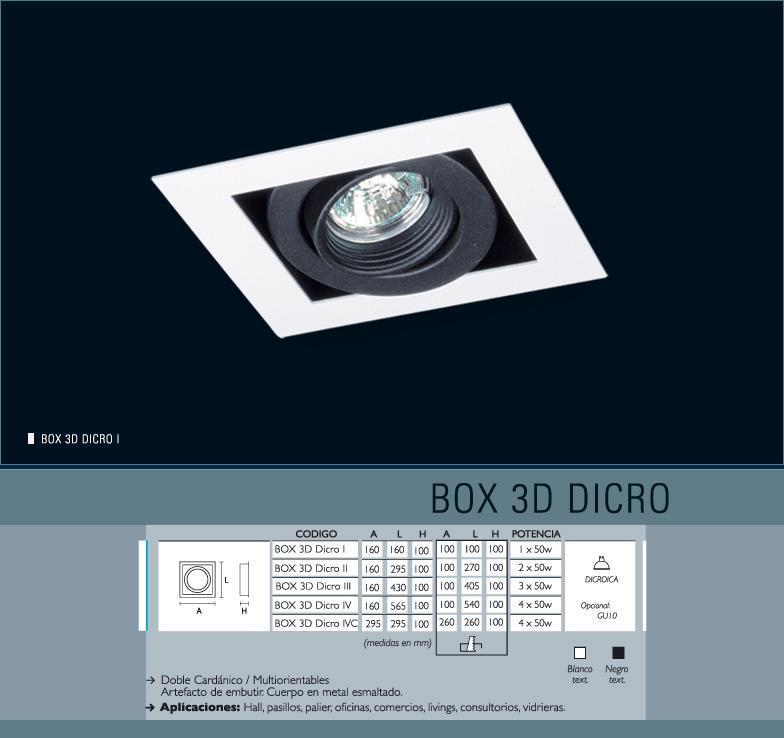 BOX 3D DICRO I
BOX 3D DICRO
CODIGO A L H A L H POTENCIA
BOX 3D Dicro I 160 160 100 100 100 100 1 x 50w
BOX 3D Dicro II 160 295 100 100 270 100 2 x 50w
BOX 3D Dicro III 160 430 100 100 405 100 3 x 50w
BOX 3D Dicro IV 160 565 100 100 540 100 4 x 50w
BOX 3D Dicro IVC 295 295 100 260 260 100 4 x 50w
L
A H
DICROICA
Opcional:
GU10
(medidas en mm)
Blanco
text.
Negro
text.
Doble Cardánico / Multiorientables
Artefacto de embutir. Cuerpo en metal esmaltado.
Aplicaciones: Hall, pasillos, palier, oficinas, comercios, livings, consultorios, vidrieras.